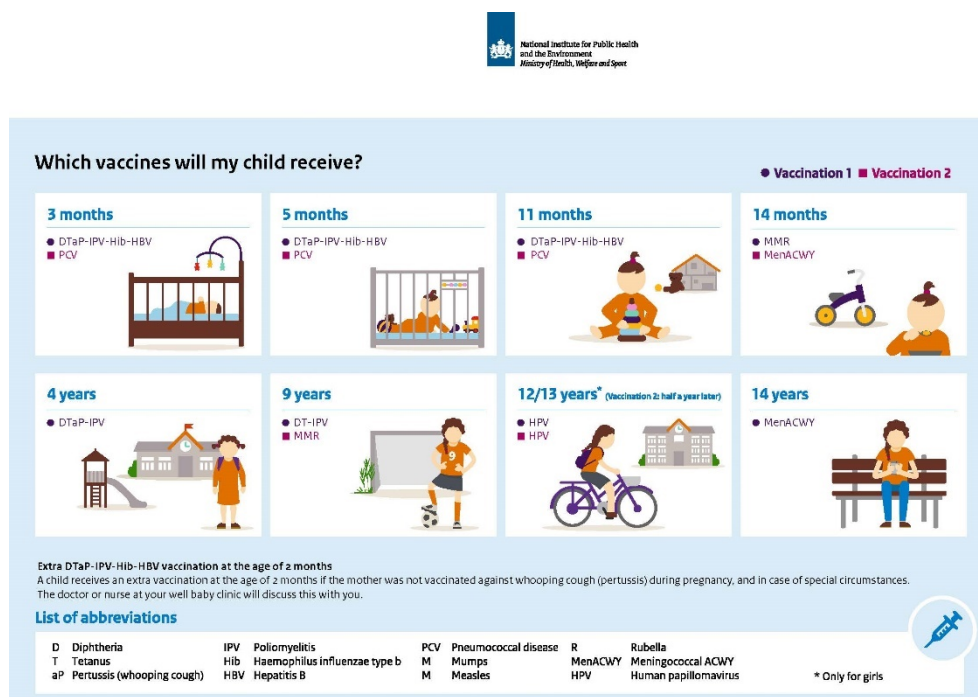 National Institute for Public Health
and the Environment
Ministry of Health, Welfare and Sport
Which vaccines will my child receive?
● Vaccination 1 ■ Vaccination 2
3 months
● DTaP-IPV-Hib-HBV
■ PCV
5 months
● DTaP-IPV-Hib-HBV
■ PCV
11 months
● DTaP-IPV-Hib-HBV
■ PCV
14 months
● MMR
■ MenACWY
4 years
● DTaP-IPV
9 years
● DT-IPV
■ MMR
9
12/13 years* (Vaccination 2: half a year later)
● HPV
■ HPV
14 years
● MenACWY
Extra DTaP-IPV-Hib-HBV vaccination at the age of 2 months
A child receives an extra vaccination at the age of 2 months if the mother was not vaccinated against whooping cough (pertussis) during pregnancy, and in case of special circumstances.
The doctor or nurse at your well baby clinic will discuss this with you.
List of abbreviations
D Diphtheria
T Tetanus
aP Pertussis (whooping cough)
IPV Poliomyelitis
Hib Haemophilus influenzae type b
HBV Hepatitis B
PCV Pneumococcal disease
M Mumps
M Measles
R Rubella
MenACWY Meningococcal ACWY
HPV Human papillomavirus
* Only for girls